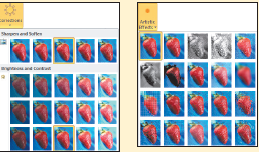 Corrections
Sharpen and Soften
Brightness and Contrast
Artistic
Effects